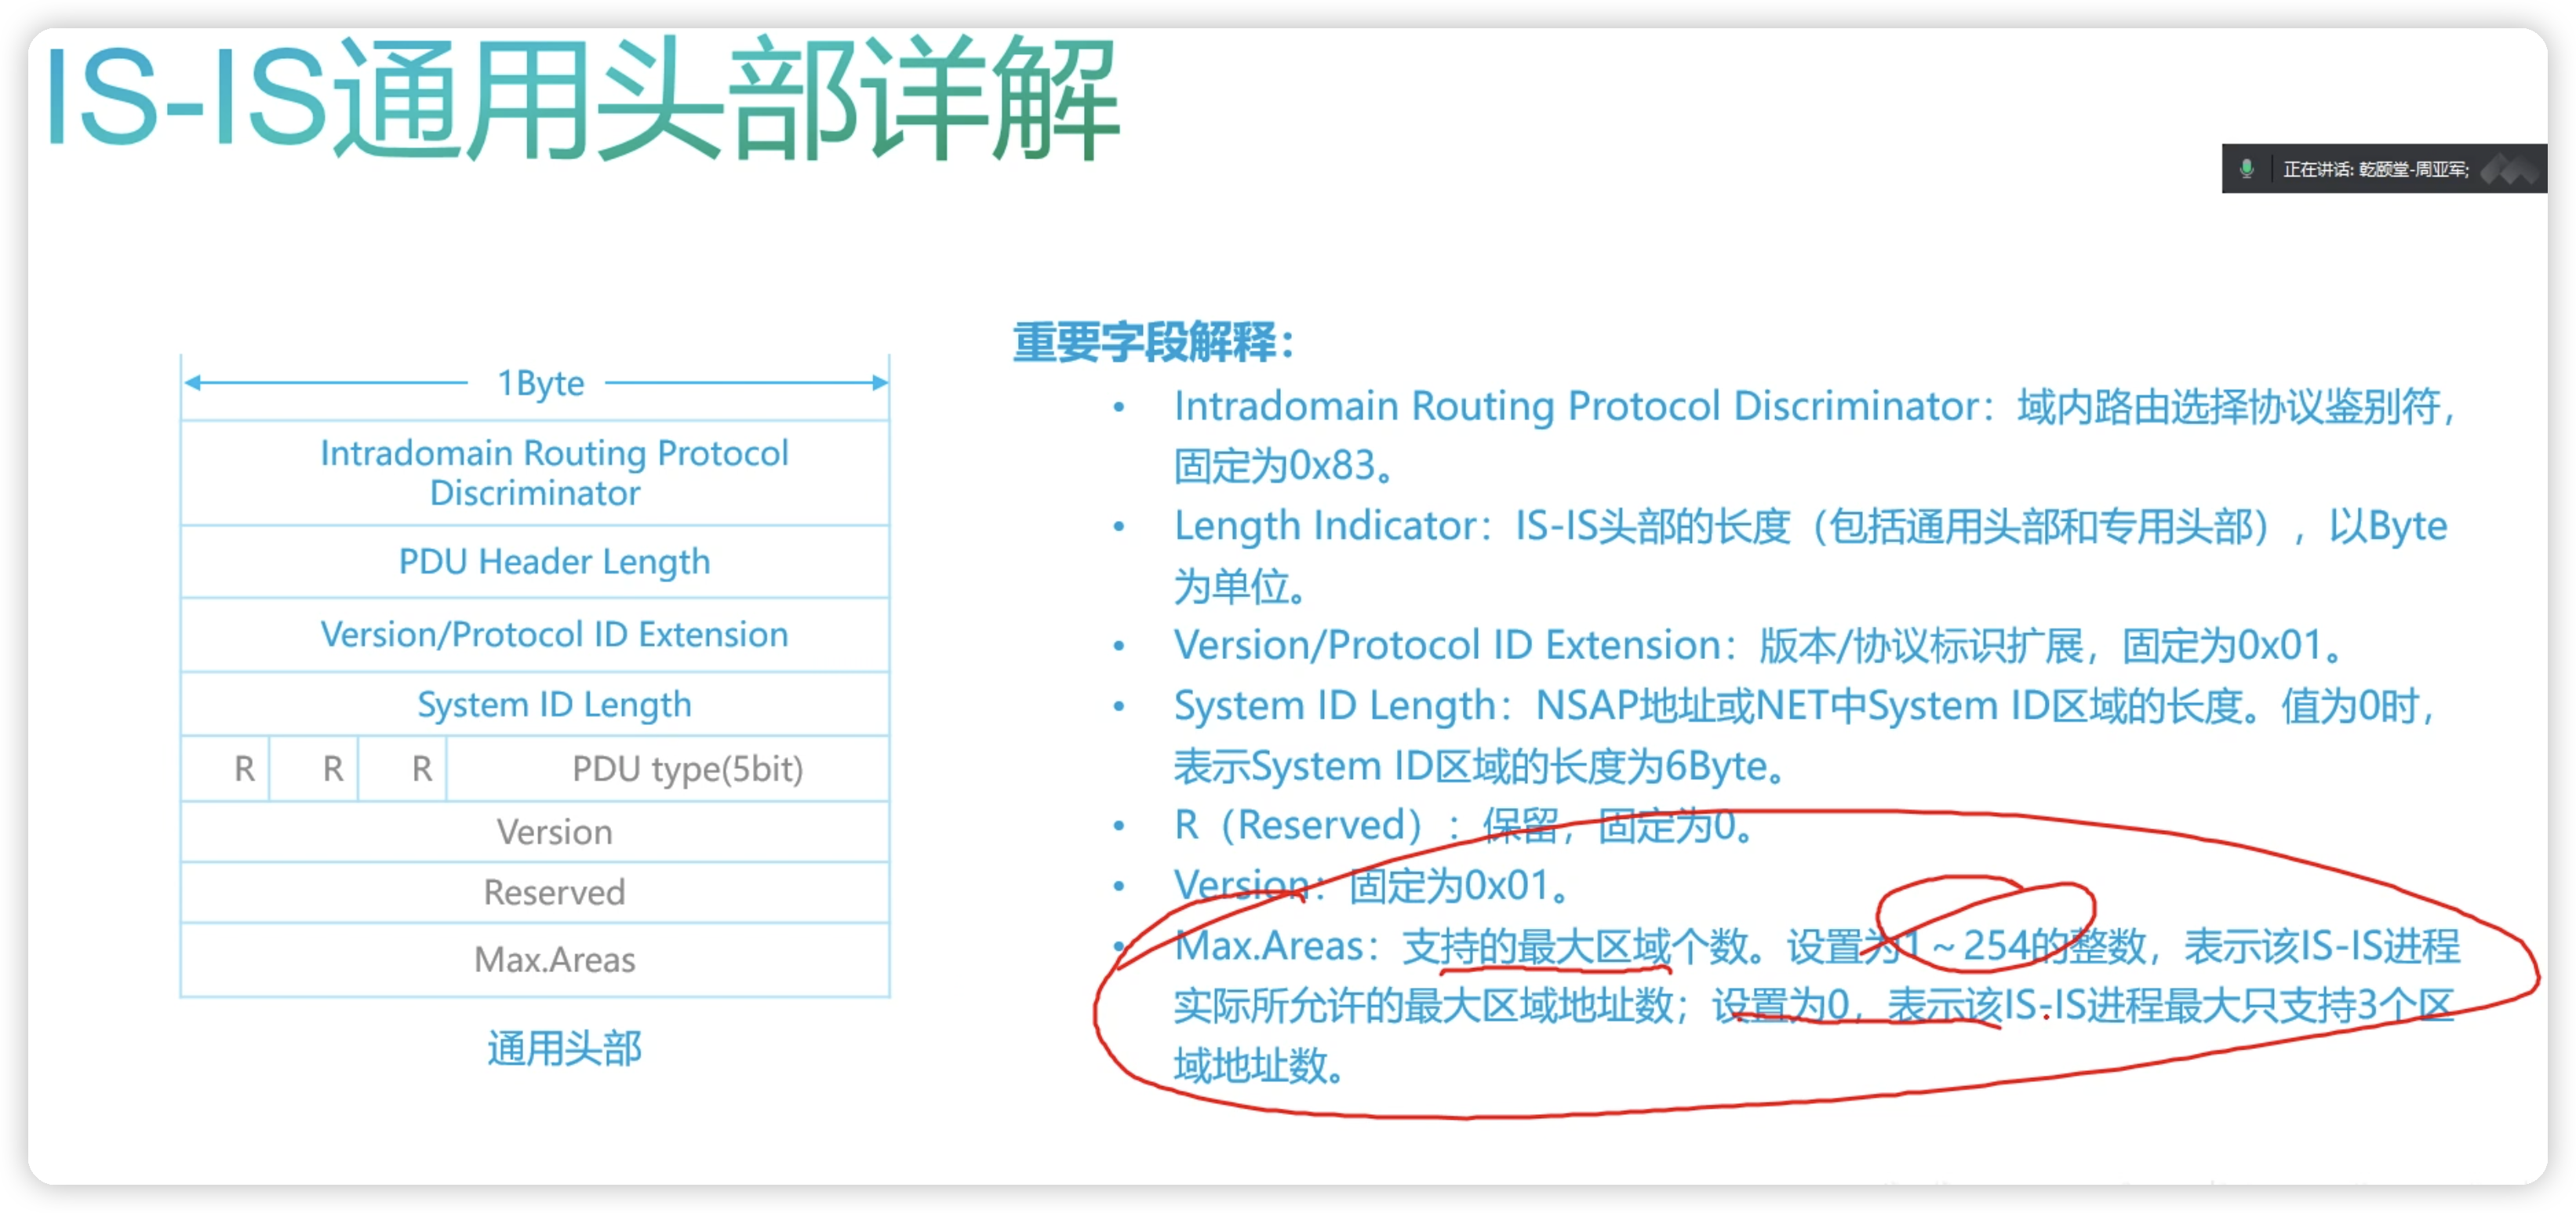 IS-IS通用头部详解
正在讲话: 乾颐堂-周亚军;
1Byte
Intradomain Routing Protocol
Discriminator
PDU Header Length
Version/Protocol ID Extension
System ID Length
R R R PDU type(5bit)
Version
Reserved
Max.Areas
通用头部
重要字段解释：
• Intradomain Routing Protocol Discriminator：域内路由选择协议鉴别符，
固定为0x83。
• Length Indicator：IS-IS头部的长度（包括通用头部和专用头部），以Byte
为单位。
• Version/Protocol ID Extension：版本/协议标识扩展，固定为0x01。
• System ID Length：NSAP地址或NET中System ID区域的长度。值为0时，
表示System ID区域的长度为6Byte。
• R（Reserved）：保留，固定为0。
• Version：固定为0x01。
• Max.Areas：支持的最大区域个数。设置为1～254的整数，表示该IS-IS进程
实际所允许的最大区域地址数；设置为0，表示该IS-IS进程最大只支持3个区
域地址数。